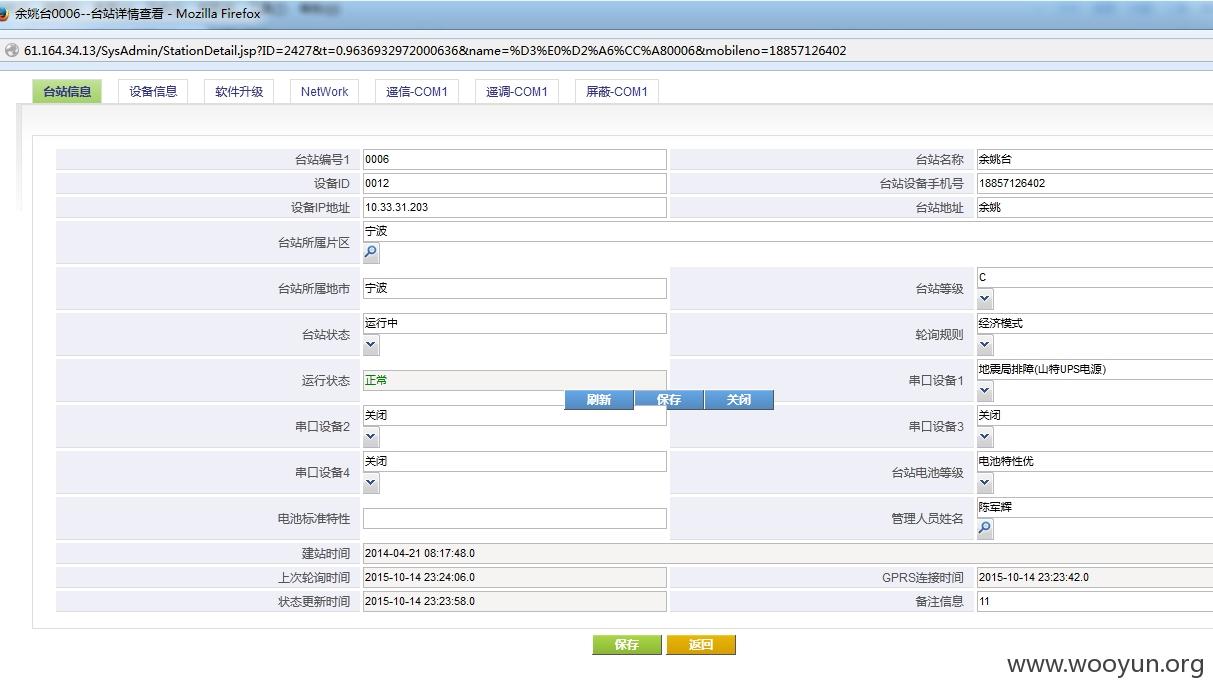 余姚台0006--台站详情查看 - Mozilla Firefox
61.164.34.13/SysAdmin/StationDetail.jsp?ID=2427&t=0.9636932972000636&name=%D3%E0%D2%A6%CC%A80006&mobileno=18857126402
台站信息 设备信息 软件升级 NetWork 遥信-COM1 遥调-COM1 屏蔽-COM1
台站编号1 0006 台站名称 余姚台
设备ID 0012 台站设备手机号 18857126402
设备IP地址 10.33.31.203 台站地址 余姚
台站所属片区 宁波
台站所属地市 宁波 台站等级 C
台站状态 运行中 轮询规则 经济模式
运行状态 正常 串口设备1 地震局排障(山特UPS电源)
刷新 保存 关闭
串口设备2 关闭 串口设备3 关闭
串口设备4 关闭 台站电池等级 电池特性优
电池标准特性 管理人员姓名 陈军辉
建站时间 2014-04-21 08:17:48.0
上次轮询时间 2015-10-14 23:24:06.0 GPRS连接时间 2015-10-14 23:23:42.0
状态更新时间 2015-10-14 23:23:58.0 备注信息 11
保存 返回
www.wooyun.org